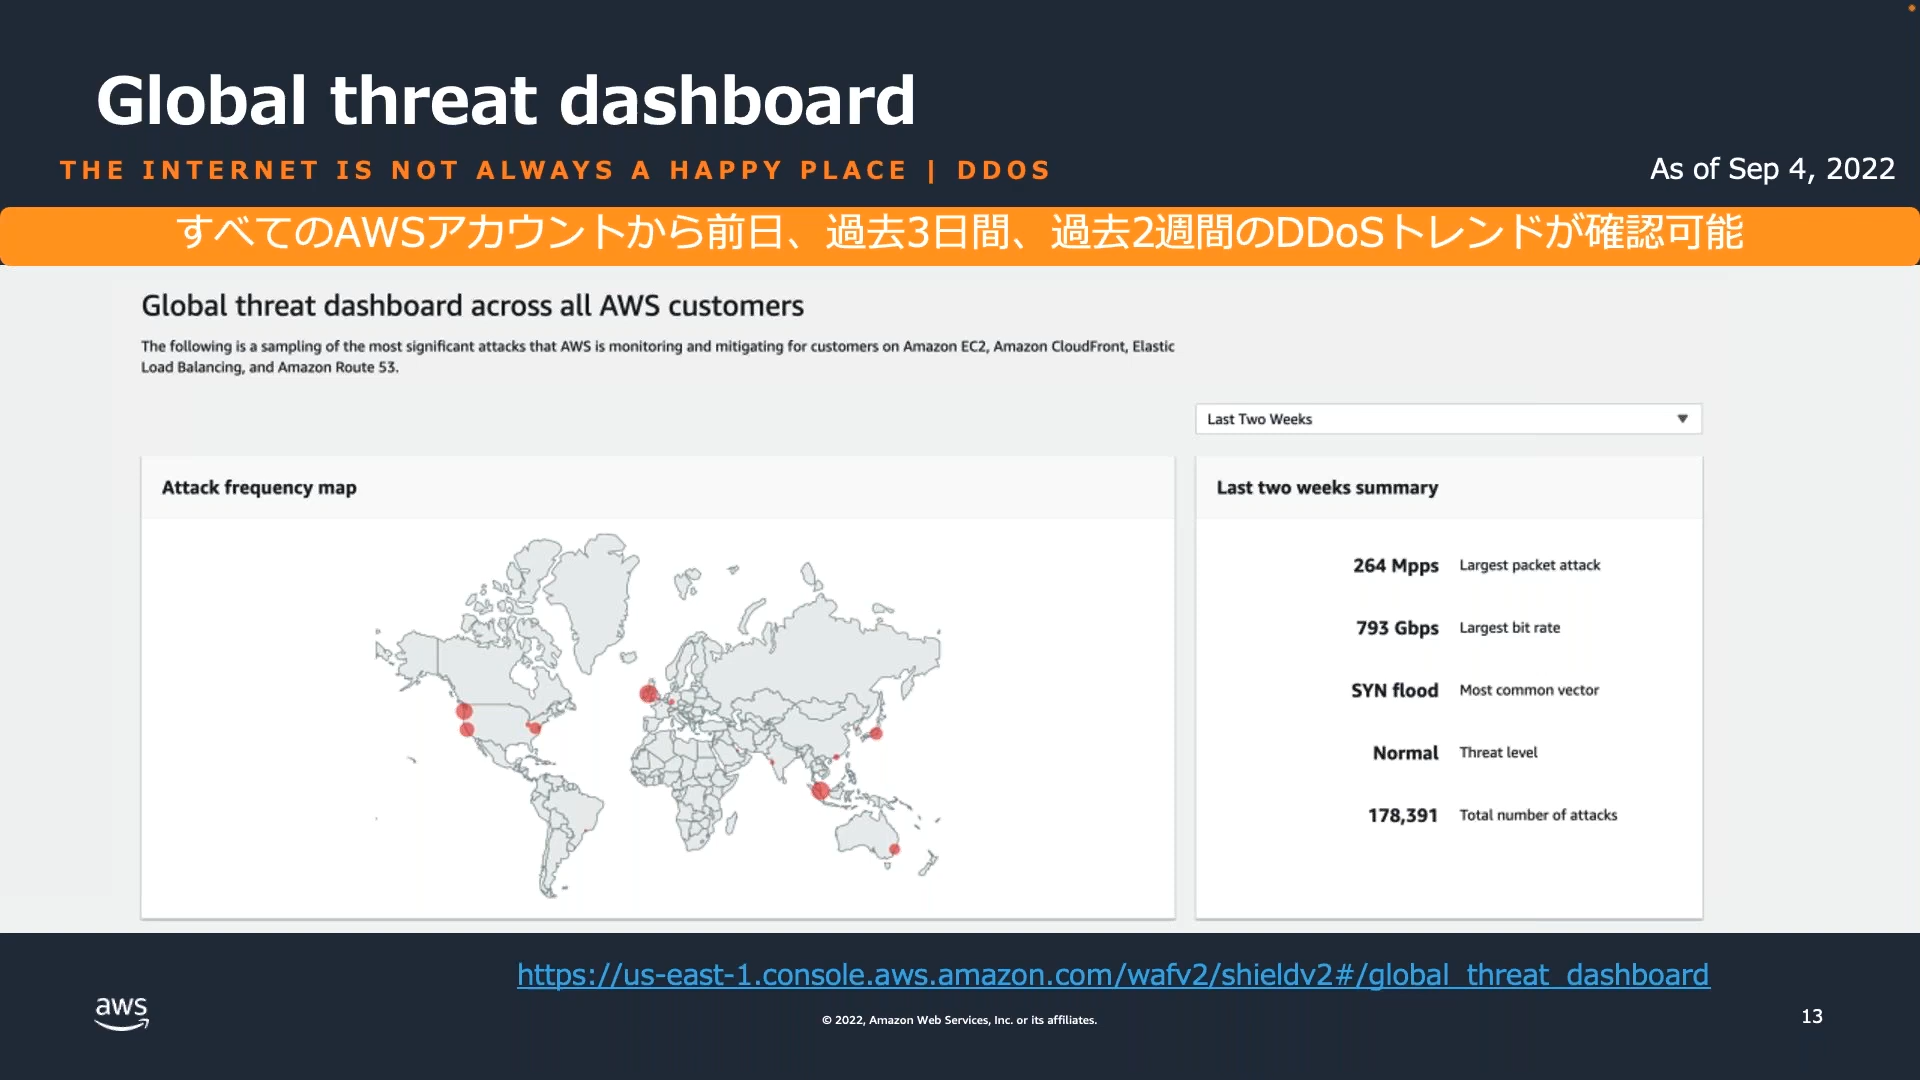 Global threat dashboard
THE INTERNET IS NOT ALWAYS A HAPPY PLACE | DDOS
As of Sep 4, 2022
すべてのAWSアカウントから前日、過去3日間、過去2週間のDDoSトレンドが確認可能
Global threat dashboard across all AWS customers
The following is a sampling of the most significant attacks that AWS is monitoring and mitigating for customers on Amazon EC2, Amazon CloudFront, Elastic
Load Balancing, and Amazon Route 53.
Last Two Weeks
Attack frequency map
Last two weeks summary
264 Mpps Largest packet attack
793 Gbps Largest bit rate
SYN flood Most common vector
Normal Threat level
178,391 Total number of attacks
https://us-east-1.console.aws.amazon.com/wafv2/shieldv2#/global_threat_dashboard
aws
© 2022, Amazon Web Services, Inc. or its affiliates.
13